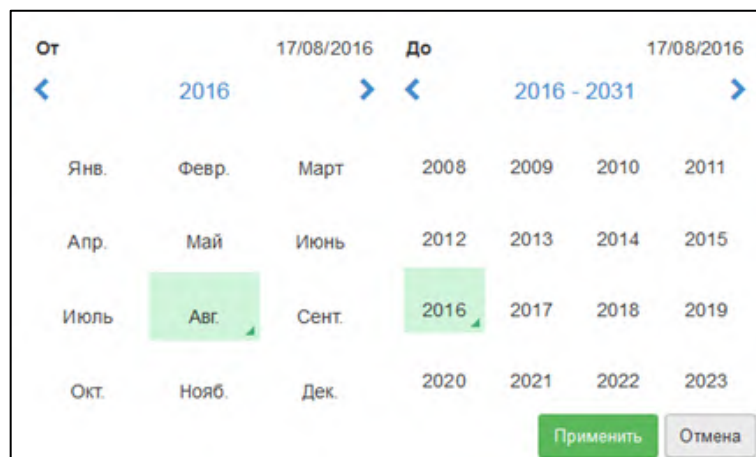 От 17/08/2016
2016
Янв. Февр. Март
Апр. Май Июнь
Июль Авг. Сент.
Окт. Нояб. Дек.
До 17/08/2016
2016 - 2031
2008 2009 2010 2011
2012 2013 2014 2015
2016 2017 2018 2019
2020 2021 2022 2023
Применить Отмена